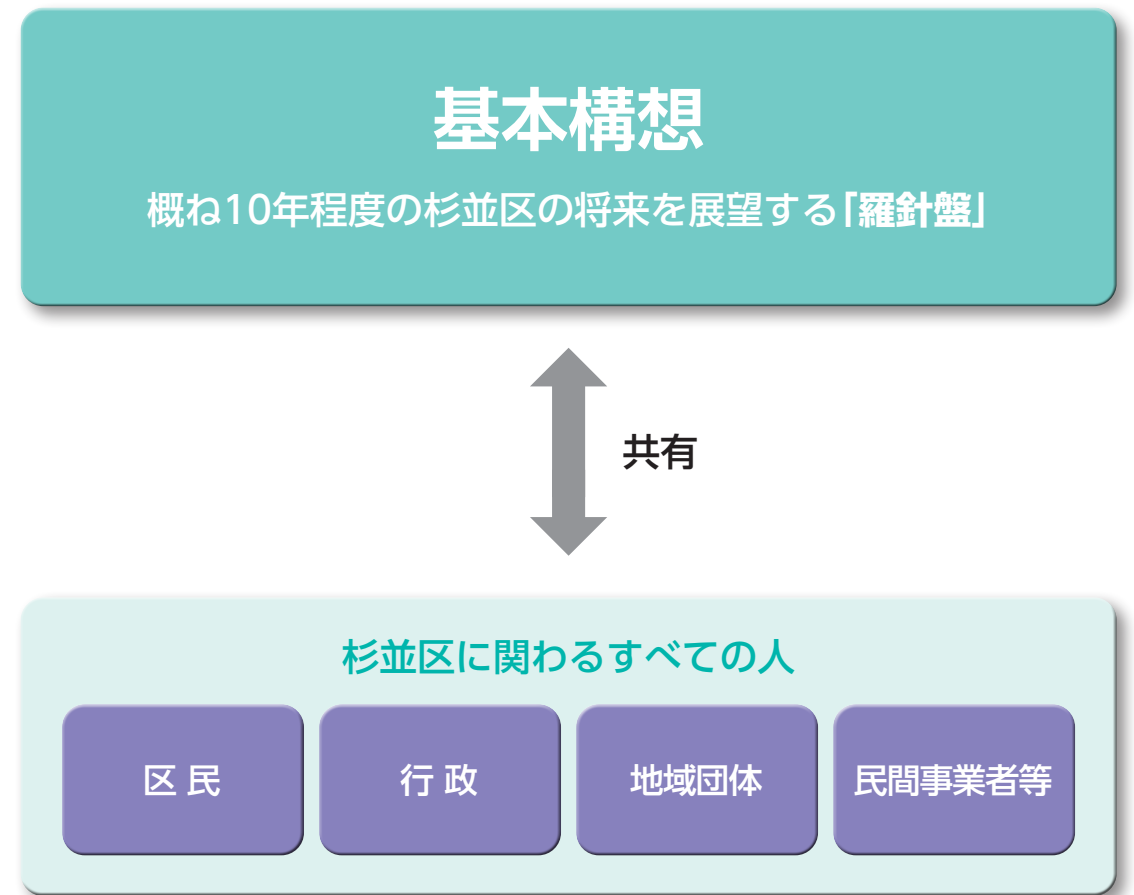 基本構想
概ね10年程度の杉並区の将来を展望する「羅針盤」
共有
杉並区に関わるすべての人
区 民
行 政
地域団体
民間事業者等